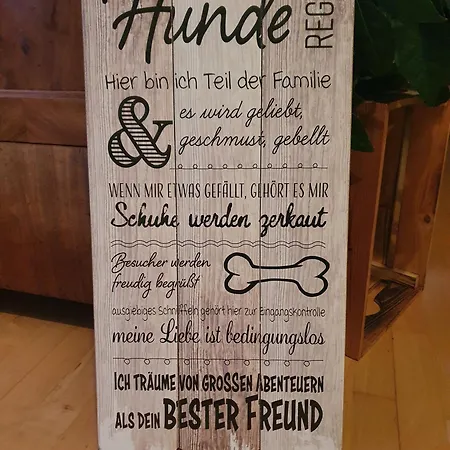 Hunde
REG
Hier bin ich Teil der Familie
&
es wird geliebt,
geschmust, gebellt
WENN MIR ETWAS GEFÄLLT, GEHÖRT ES MIR
Schuhe werden zerkaut
Besucher werden
freudig begrüßt
ausgiebiges Schnüffeln gehört hier zur Eingangskontrolle
meine Liebe ist bedingungslos
ICH TRÄUME VON GROSSEN ABENTEUERN
ALS DEIN BESTER FREUND